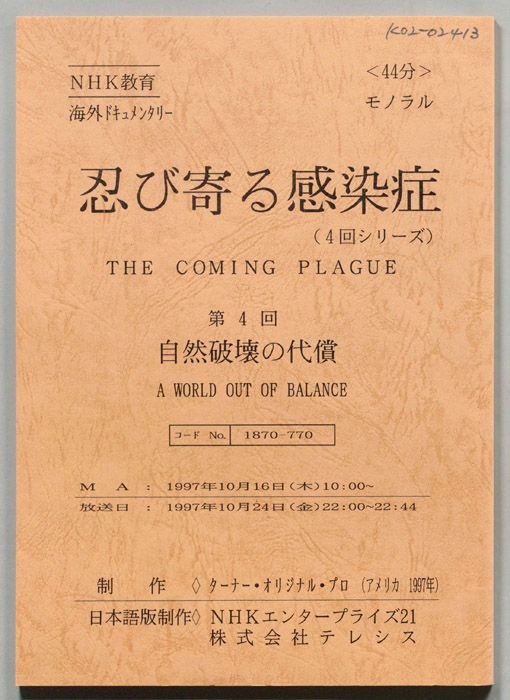 K02-02413
NHK教育
<44分>
海外ドキュメンタリー
モノラル
忍び寄る感染症
(4回シリーズ)
THE COMING PLAGUE
第 4 回
自然破壊の代償
A WORLD OUT OF BALANCE
コード No. 1870-770
M A : 1997年10月16日(木)10:00~
放送日 : 1997年10月24日(金)22:00~22:44
制 作 ◇ ターナー・オリジナル・プロ (アメリカ 1997年)
日本語版制作◇ NHKエンタープライズ21
株式会社テレシス